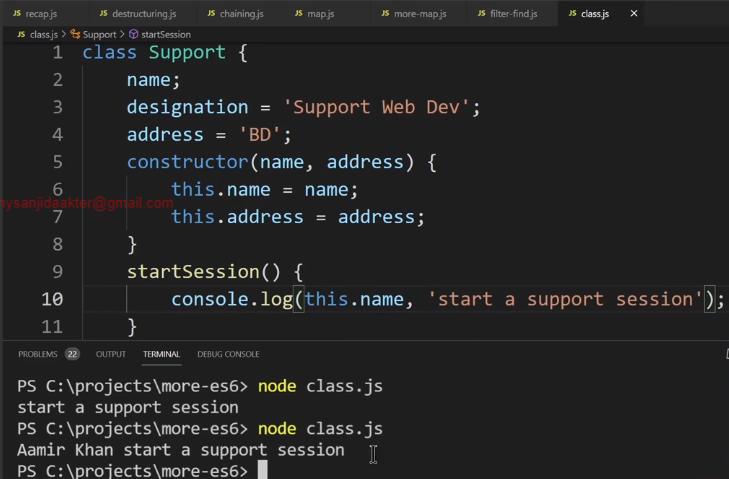 JS recap.js JS destructuring.js JS chaining.js JS map.js JS more-map.js JS filter-find.js JS class.js
JS class.js > Support > startSession
1 class Support {
2 name;
3 designation = 'Support Web Dev';
4 address = 'BD';
5 constructor(name, address) {
6 this.name = name;
nysanjidaakter@gmail.com
7 this.address = address;
8 }
9 startSession() {
10 console.log(this.name, 'start a support session');
11 }
PROBLEMS 22 OUTPUT TERMINAL DEBUG CONSOLE
PS C:\projects\more-es6> node class.js
start a support session
PS C:\projects\more-es6> node class.js
Aamir Khan start a support session
PS C:\projects\more-es6>